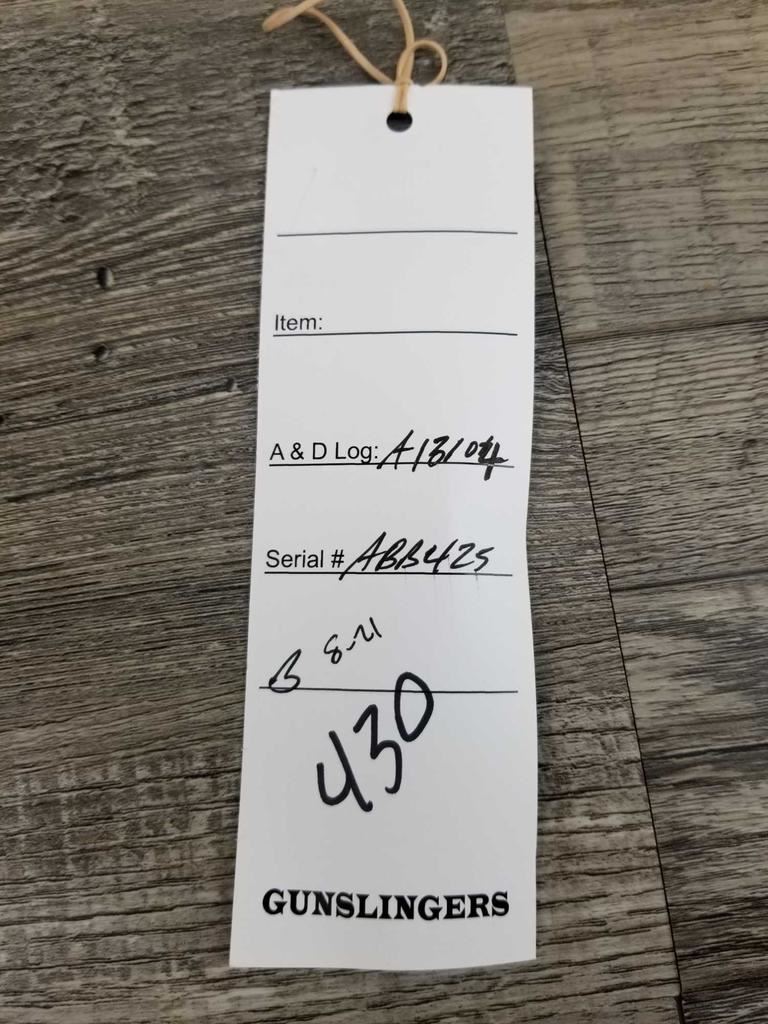 Item:
A & D Log: A13104
Serial # ABB425
B 8-21
430
GUNSLINGERS